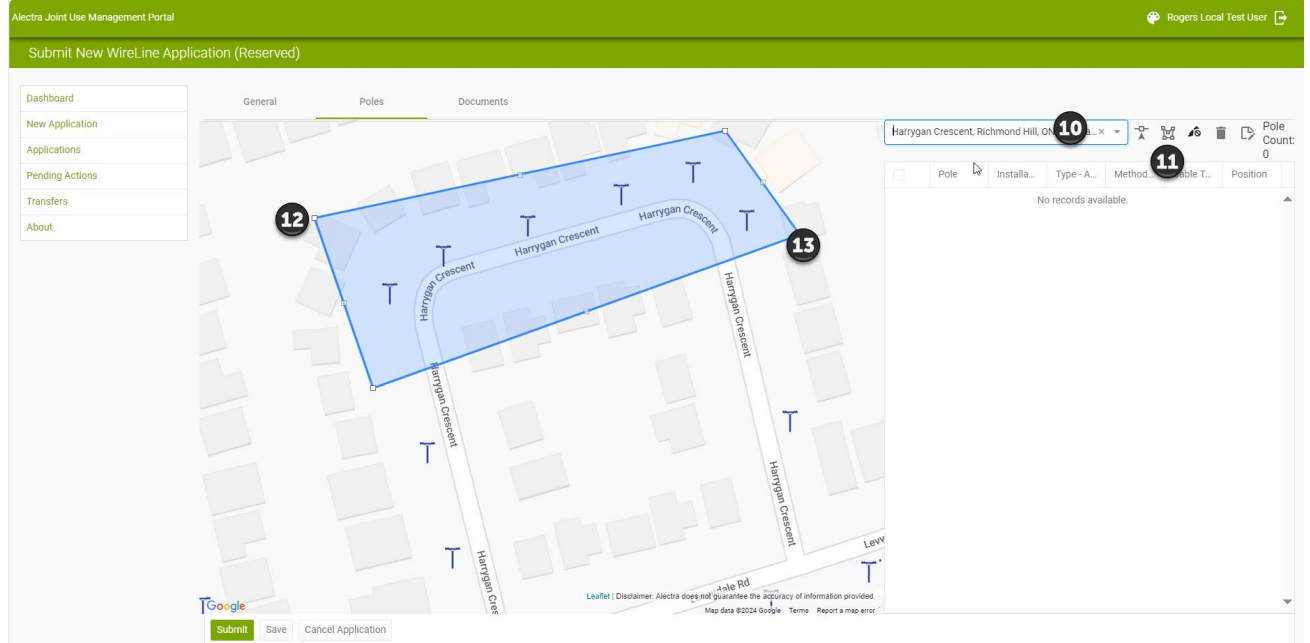 Alectra Joint Use Management Portal
Rogers Local Test User
Submit New WireLine Application (Reserved)
Dashboard
New Application
Applications
Pending Actions
Transfers
About
General
Poles
Documents
Harrygan Crescent, Richmond Hill, ON
10
Pole
Count:
0
11
Pole
Installa...
Type - A...
Method...
Position
No records available.
12
13
Harrygan Crescent
Harrygan Crescent
Harrygan Crescent
Harrygan Crescent
Harrygan Crescent
Harrygan Crescent
Harrygan Cres
Google
Leaflet | Disclaimer: Alectra does not guarantee the accuracy of information provided.
Map data ©2024 Google Terms Report a map error
Submit
Save
Cancel Application